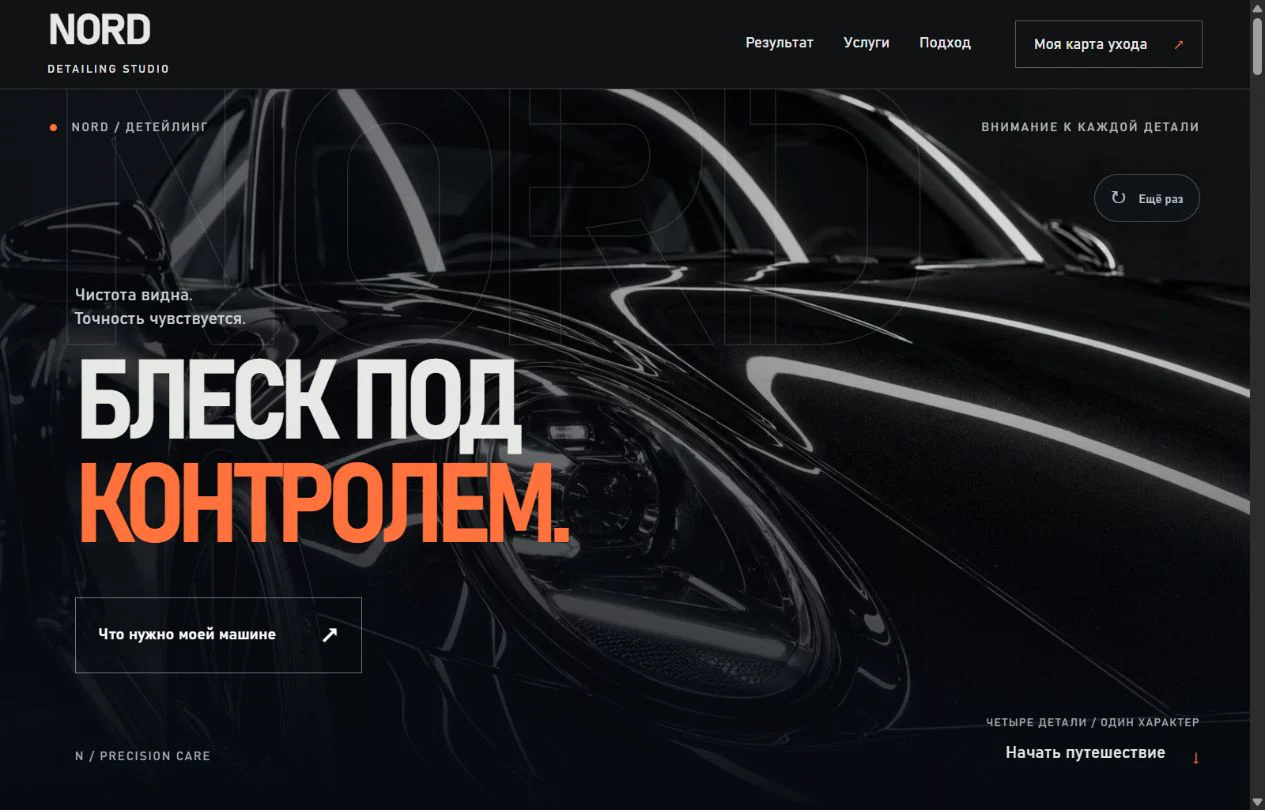 NORD
DETAILING STUDIO
Результат
Услуги
Подход
Моя карта ухода ↗
NORD
NORD / ДЕТЕЙЛИНГ
ВНИМАНИЕ К КАЖДОЙ ДЕТАЛИ
↻ Ещё раз
Чистота видна.
Точность чувствуется.
БЛЕСК ПОД
КОНТРОЛЕМ.
Что нужно моей машине ↗
ЧЕТЫРЕ ДЕТАЛИ / ОДИН ХАРАКТЕР
Начать путешествие ↓
N / PRECISION CARE